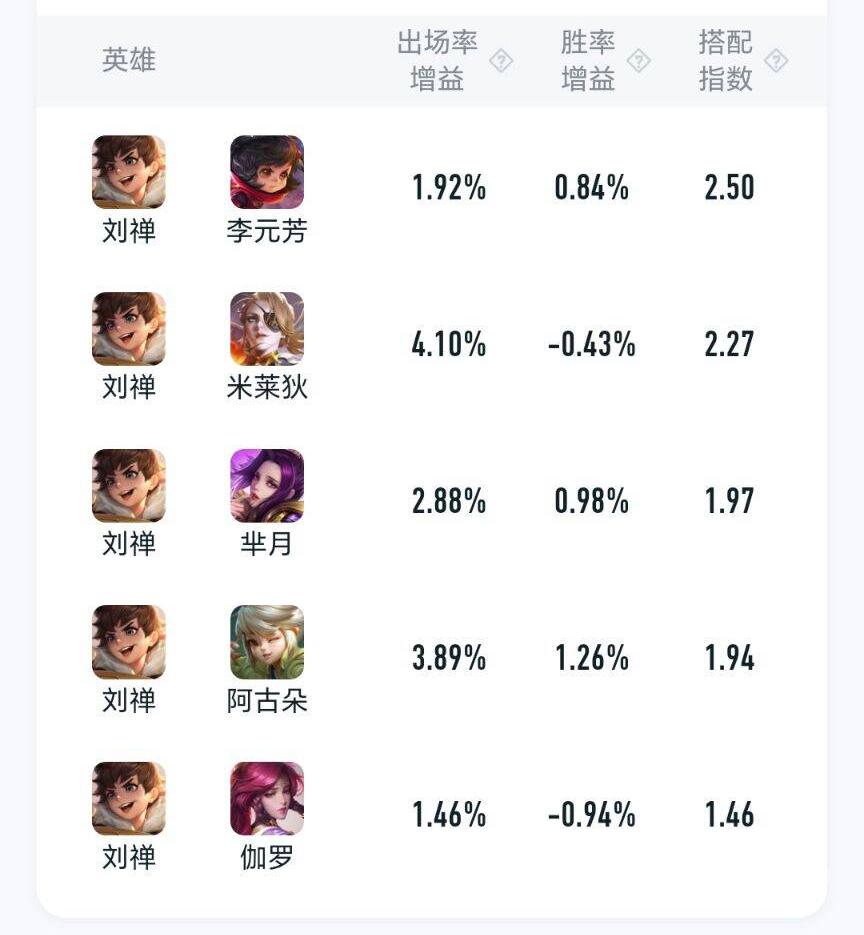 英雄 出场率增益 ? 胜率增益 ? 搭配指数 ?
刘禅 李元芳 1.92% 0.84% 2.50
刘禅 米莱狄 4.10% -0.43% 2.27
刘禅 芈月 2.88% 0.98% 1.97
刘禅 阿古朵 3.89% 1.26% 1.94
刘禅 伽罗 1.46% -0.94% 1.46